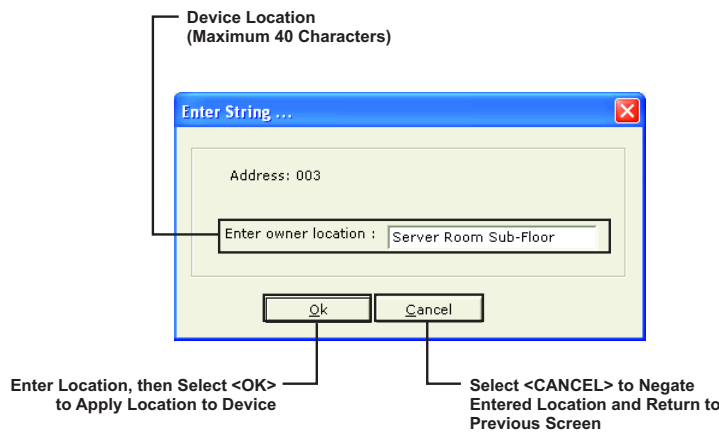 Device Location
(Maximum 40 Characters)
Enter String ...
Address: 003
Enter owner location :
Server Room Sub-Floor
Ok
Cancel
Enter Location, then Select <OK>
to Apply Location to Device
Select <CANCEL> to Negate
Entered Location and Return to
Previous Screen